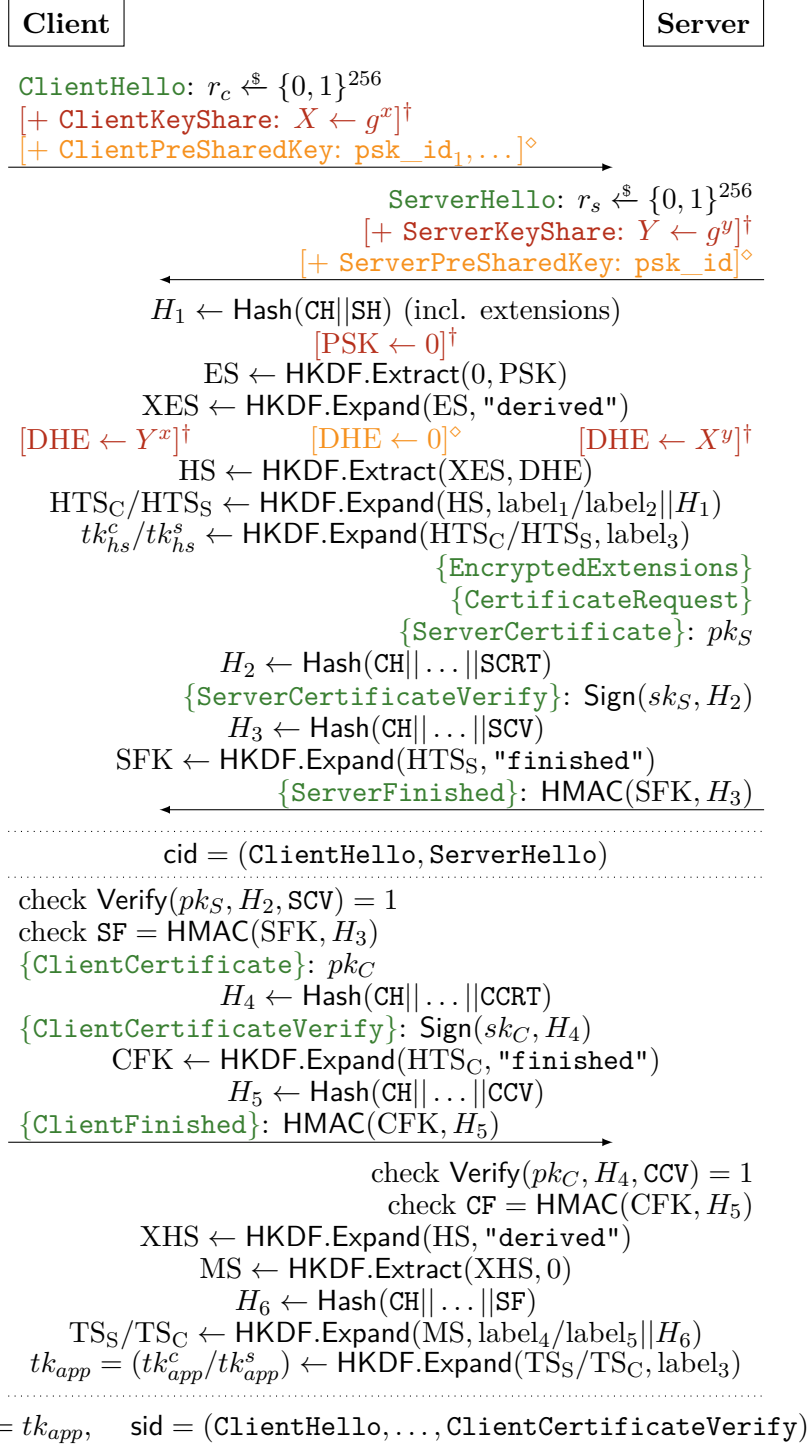 Client Server
ClientHello: r_c ←$ {0, 1}^256
[+ ClientKeyShare: X ← g^x]^†
[+ ClientPreSharedKey: psk_id_1, . . . ]^⋄
ServerHello: r_s ←$ {0, 1}^256
[+ ServerKeyShare: Y ← g^y]^†
[+ ServerPreSharedKey: psk_id]^⋄
H_1 ← Hash(CH||SH) (incl. extensions)
[PSK ← 0]^†
ES ← HKDF.Extract(0, PSK)
XES ← HKDF.Expand(ES, "derived")
[DHE ← Y^x]^† [DHE ← 0]^⋄ [DHE ← X^y]^†
HS ← HKDF.Extract(XES, DHE)
HTS_C/HTS_S ← HKDF.Expand(HS, label_1/label_2||H_1)
tk^c_hs/tk^s_hs ← HKDF.Expand(HTS_C/HTS_S, label_3)
{EncryptedExtensions}
{CertificateRequest}
{ServerCertificate}: pk_S
H_2 ← Hash(CH|| . . . ||SCRT)
{ServerCertificateVerify}: Sign(sk_S, H_2)
H_3 ← Hash(CH|| . . . ||SCV)
SFK ← HKDF.Expand(HTS_S, "finished")
{ServerFinished}: HMAC(SFK, H_3)
cid = (ClientHello, ServerHello)
check Verify(pk_S, H_2, SCV) = 1
check SF = HMAC(SFK, H_3)
{ClientCertificate}: pk_C
H_4 ← Hash(CH|| . . . ||CCRT)
{ClientCertificateVerify}: Sign(sk_C, H_4)
CFK ← HKDF.Expand(HTS_C, "finished")
H_5 ← Hash(CH|| . . . ||CCV)
{ClientFinished}: HMAC(CFK, H_5)
check Verify(pk_C, H_4, CCV) = 1
check CF = HMAC(CFK, H_5)
XHS ← HKDF.Expand(HS, "derived")
MS ← HKDF.Extract(XHS, 0)
H_6 ← Hash(CH|| . . . ||SF)
TS_S/TS_C ← HKDF.Expand(MS, label_4/label_5||H_6)
tk_app = (tk^c_app/tk^s_app) ← HKDF.Expand(TS_S/TS_C, label_3)
= tk_app, sid = (ClientHello, . . . , ClientCertificateVerify)